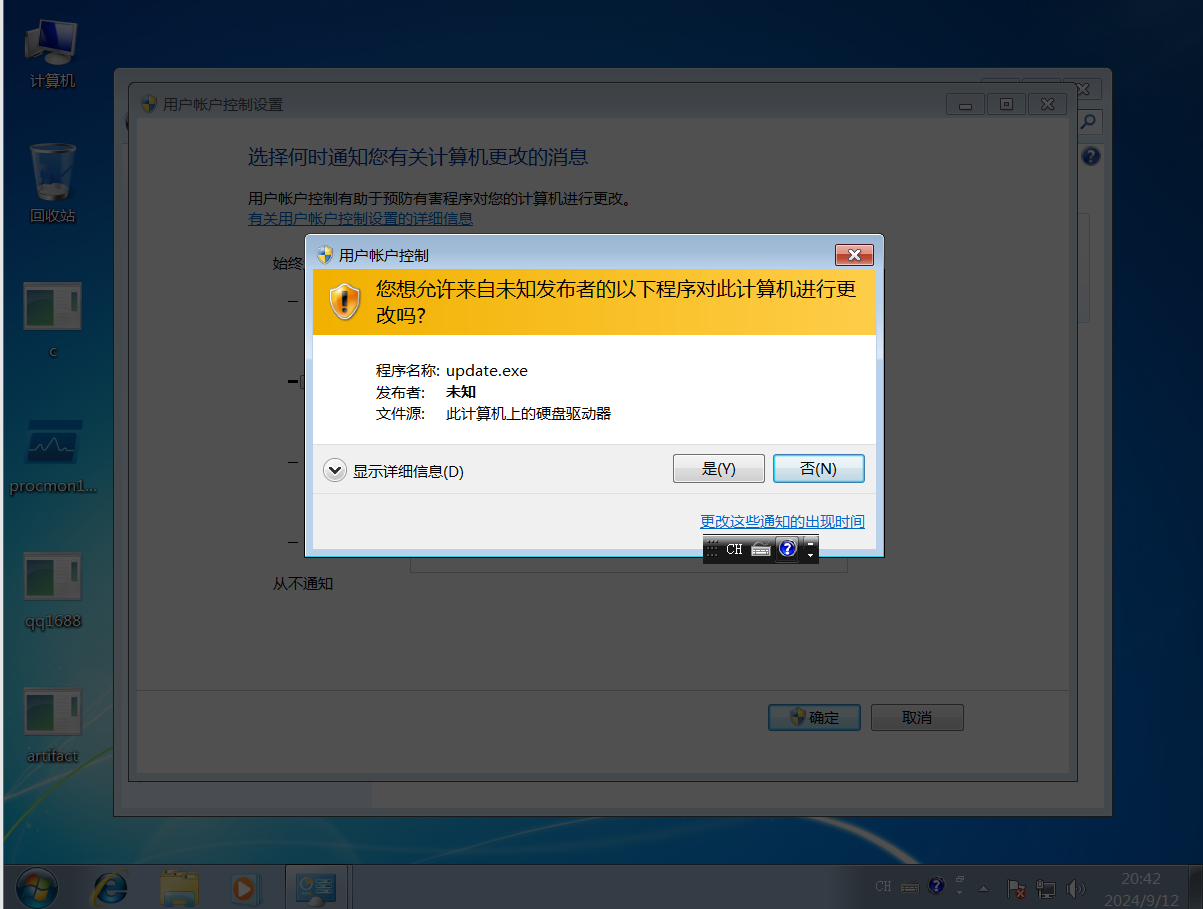 计算机
回收站
c
procmon1...
qq1688
artifact
用户帐户控制设置
选择何时通知您有关计算机更改的消息
用户帐户控制有助于预防有害程序对您的计算机进行更改。
有关用户帐户控制设置的详细信息
始终
用户帐户控制
您想允许来自未知发布者的以下程序对此计算机进行更
改吗?
程序名称: update.exe
发布者: 未知
文件源: 此计算机上的硬盘驱动器
显示详细信息(D)
是(Y)
否(N)
更改这些通知的出现时间
CH
从不通知
确定
取消
CH
20:42
2024/9/12